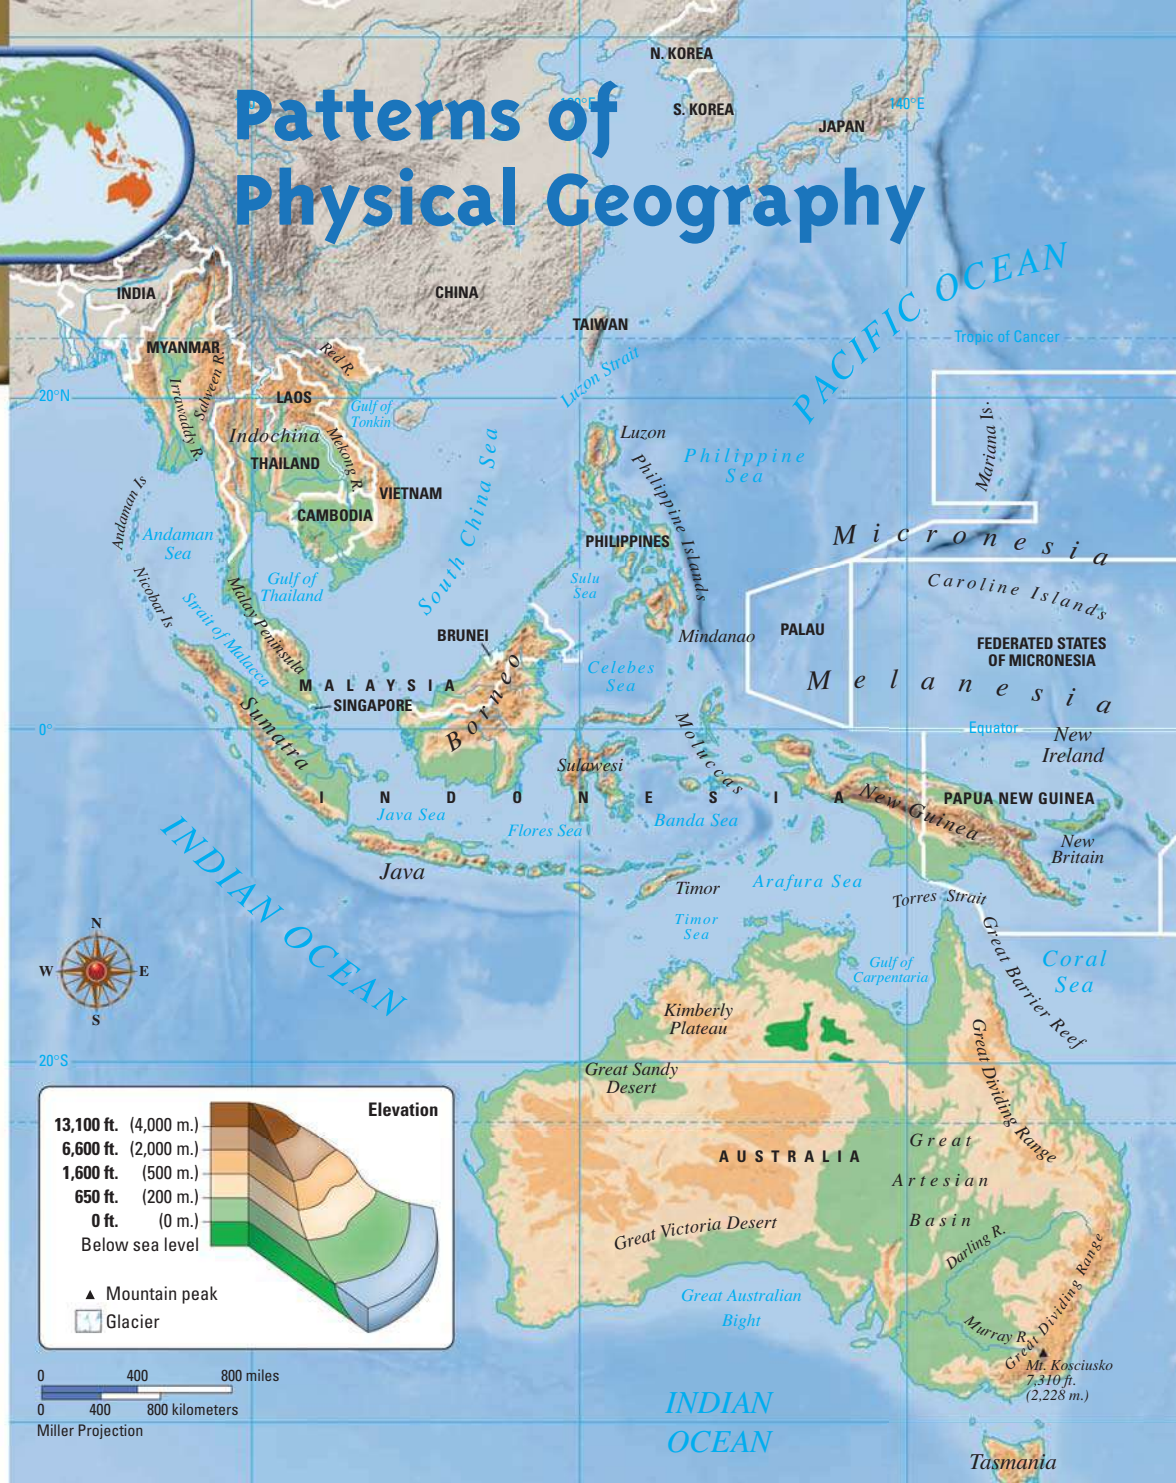 Patterns of
Physical Geography
N. KOREA
S. KOREA
JAPAN
140°E
INDIA
CHINA
TAIWAN
MYANMAR
Red R.
Luzon Strait
PACIFIC OCEAN
Tropic of Cancer
20°N
Irrawaddy R.
Salween R.
LAOS
Gulf of
Tonkin
Indochina
Mekong R.
THAILAND
VIETNAM
CAMBODIA
South China Sea
Luzon
Philippine Islands
Philippine
Sea
Mariana Is.
Andaman Is
Andaman
Sea
Nicobar Is
Gulf of
Thailand
Strait of Malacca
Malay Peninsula
PHILIPPINES
Sulu
Sea
Micronesia
Caroline Islands
BRUNEI
Mindanao
PALAU
FEDERATED STATES
OF MICRONESIA
MALAYSIA
SINGAPORE
Borneo
Celebes
Sea
Melanesia
Sumatra
0°
Equator
New
Ireland
Sulawesi
Moluccas
INDONESIA
New Guinea
PAPUA NEW GUINEA
Java Sea
Flores Sea
Banda Sea
New
Britain
Java
Timor
Arafura Sea
Torres Strait
Timor
Sea
INDIAN OCEAN
N
W
E
S
Gulf of
Carpentaria
Great Barrier Reef
Coral
Sea
Kimberly
Plateau
20°S
Great Sandy
Desert
Great Dividing Range
AUSTRALIA
Great
Artesian
Basin
Great Victoria Desert
Darling R.
Great Dividing Range
Great Australian
Bight
Murray R.
Mt. Kosciusko
7,310 ft.
(2,228 m.)
INDIAN
OCEAN
Tasmania
Elevation
13,100 ft. (4,000 m.)
6,600 ft. (2,000 m.)
1,600 ft. (500 m.)
650 ft. (200 m.)
0 ft. (0 m.)
Below sea level
Mountain peak
Glacier
0 400 800 miles
0 400 800 kilometers
Miller Projection